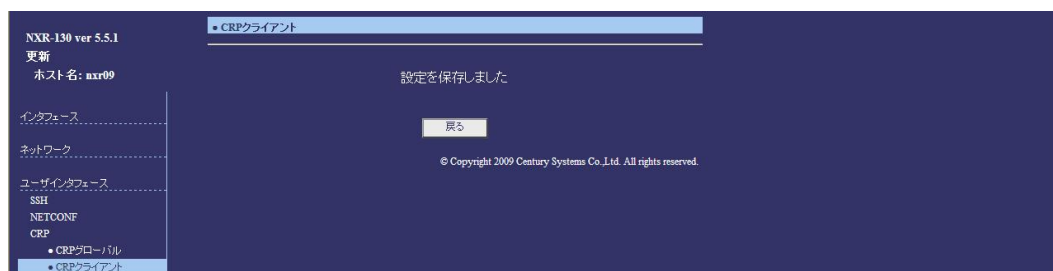 NXR-130 ver 5.5.1
更新
ホスト名: nxr09
インタフェース
ネットワーク
ユーザインタフェース
SSH
NETCONF
CRP
• CRPグローバル
• CRPクライアント
• CRPクライアント
設定を保存しました
戻る
© Copyright 2009 Century Systems Co.,Ltd. All rights reserved.